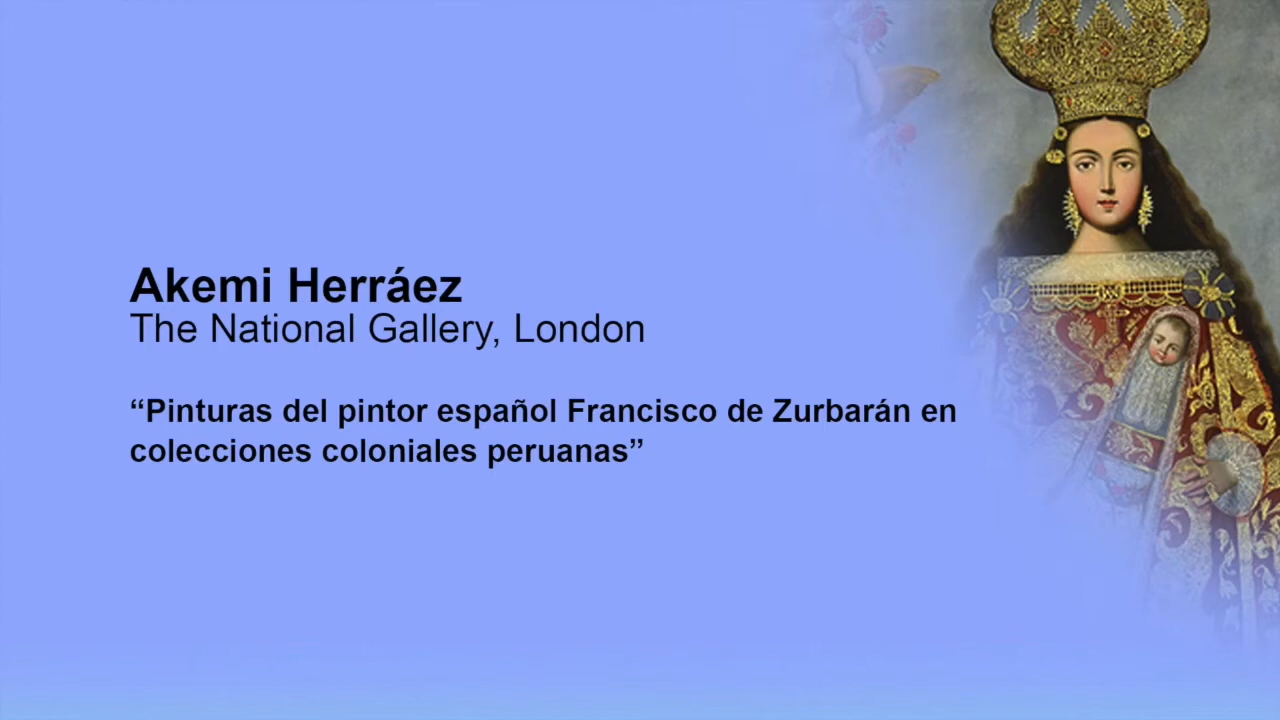 Akemi Herráez
The National Gallery, London
“Pinturas del pintor español Francisco de Zurbarán en
colecciones coloniales peruanas”